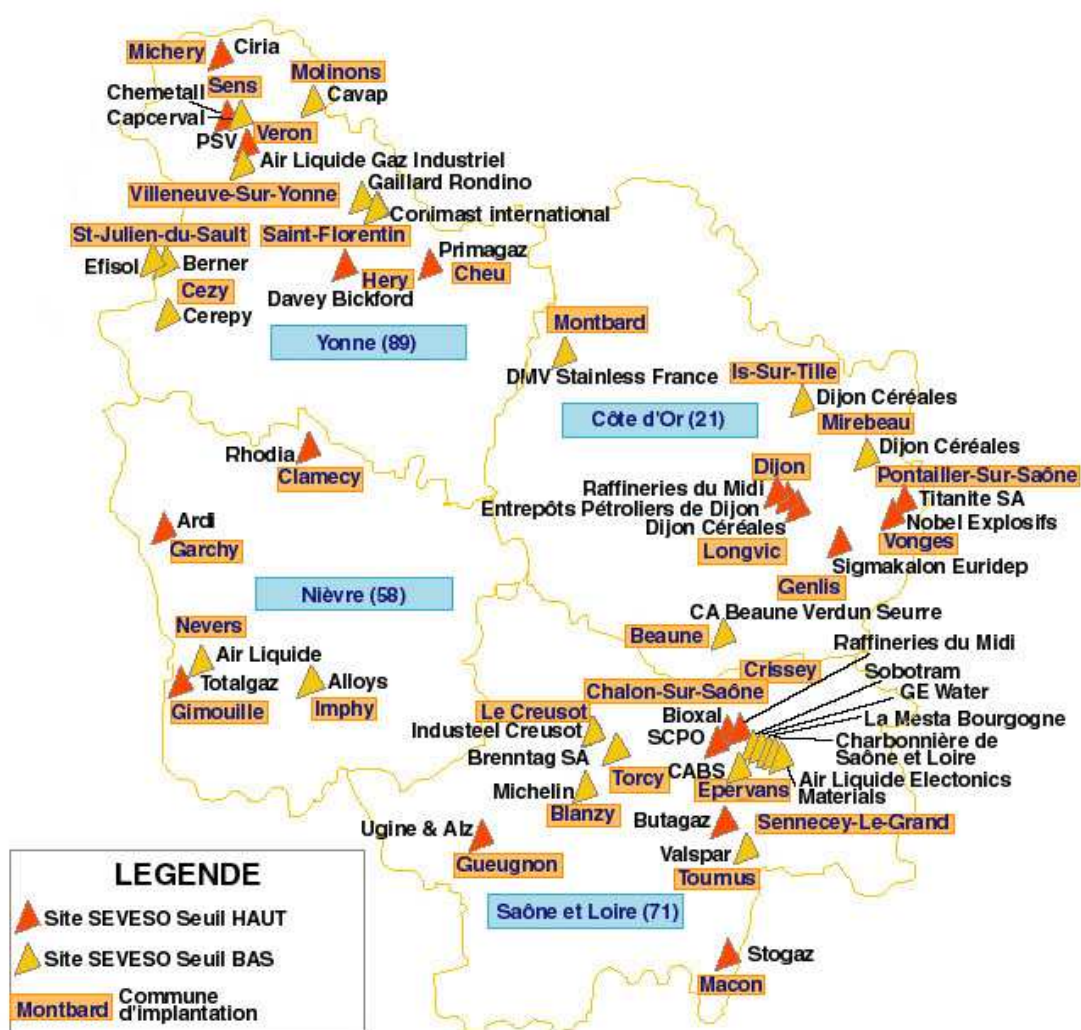 Michery
Ciria
Sens
Molinons
Chemetall
Cavap
Capcerval
PSV
Veron
Air Liquide Gaz Industriel
Villeneuve-Sur-Yonne
Gaillard Rondino
Conimast international
St-Julien-du-Sault
Saint-Florentin
Primagaz
Efisol
Berner
Hery
Cheu
Cezy
Davey Bickford
Cerepy
Yonne (89)
Montbard
DMV Stainless France
Is-Sur-Tille
Dijon Céréales
Côte d'Or (21)
Mirebeau
Dijon Céréales
Rhodia
Clamecy
Dijon
Pontailler-Sur-Saône
Raffineries du Midi
Titanite SA
Entrepôts Pétroliers de Dijon
Nobel Explosifs
Dijon Céréales
Vonges
Longvic
Ardi
Garchy
Sigmakalon Euridep
Genlis
Nièvre (58)
CA Beaune Verdun Seurre
Nevers
Beaune
Raffineries du Midi
Air Liquide
Crissey
Sobotram
Totalgaz
Alloys
Chalon-Sur-Saône
GE Water
Gimouille
Imphy
Le Creusot
Bioxal
La Mesta Bourgogne
Industeel Creusot
SCPO
Charbonnière de
Saône et Loire
Brenntag SA
CABS
Torcy
Air Liquide Electonics
Materials
Michelin
Epervans
Blanzy
Butagaz
Sennecey-Le-Grand
Ugine & Alz
Gueugnon
Valspar
Tournus
LEGENDE
Saône et Loire (71)
Site SEVESO Seuil HAUT
Site SEVESO Seuil BAS
Stogaz
Macon
Montbard
Commune
d'implantation